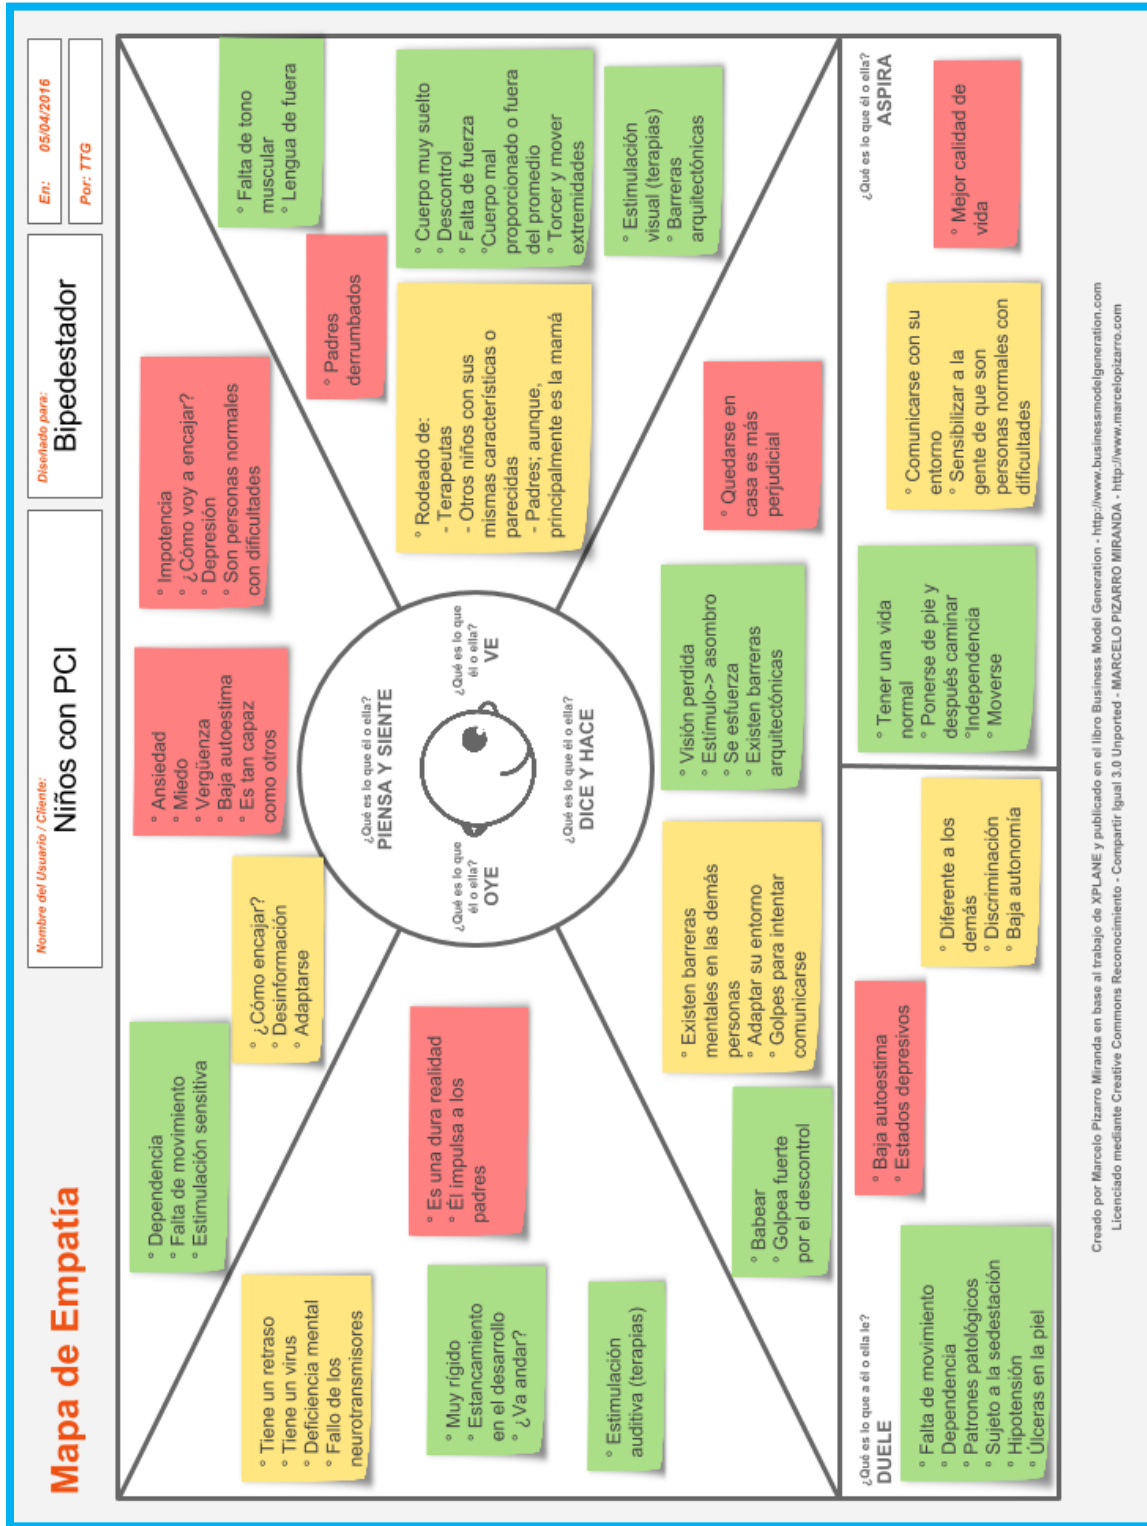 Mapa de Empatía
Nombre del Usuario / Cliente:
Niños con PCI
Diseñado para:
Bipedestador
En: 05/04/2016
Por: TTG
° Dependencia
° Falta de movimiento
° Estimulación sensitiva
° ¿Cómo encajar?
° Desinformación
° Adaptarse
° Ansiedad
° Miedo
° Vergüenza
° Baja autoestima
° Es tan capaz
como otros
° Impotencia
° ¿Cómo voy a encajar?
° Depresión
° Son personas normales
con dificultades
¿Qué es lo que él o ella?
PIENSA Y SIENTE
° Tiene un retraso
° Tiene un virus
° Deficiencia mental
° Fallo de los
neurotransmisores
° Es una dura realidad
° Él impulsa a los
padres
° Muy rígido
° Estancamiento
en el desarrollo
° ¿Va andar?
° Estimulación
auditiva (terapias)
¿Qué es lo que
él o ella?
OYE
¿Qué es lo que
él o ella?
VE
° Falta de tono
muscular
° Lengua de fuera
° Padres
derrumbados
° Cuerpo muy suelto
° Descontrol
° Falta de fuerza
°Cuerpo mal
proporcionado o fuera
del promedio
° Torcer y mover
extremidades
° Rodeado de:
- Terapeutas
- Otros niños con sus
mismas características o
parecidas
- Padres; aunque,
principalmente es la mamá
° Estimulación
visual (terapias)
° Barreras
arquitectónicas
¿Qué es lo que él o ella?
DICE Y HACE
° Babear
° Golpea fuerte
por el descontrol
° Existen barreras
mentales en las demás
personas
° Adaptar su entorno
° Golpes para intentar
comunicarse
° Visión perdida
° Estímulo-> asombro
° Se esfuerza
° Existen barreras
arquitectónicas
° Quedarse en
casa es más
perjudicial
¿Qué es lo que a él o ella le?
DUELE
° Falta de movimiento
° Dependencia
° Patrones patológicos
° Sujeto a la sedestación
° Hipotensión
° Úlceras en la piel
° Baja autoestima
° Estados depresivos
° Diferente a los
demás
° Discriminación
° Baja autonomía
¿Qué es lo que él o ella?
ASPIRA
° Tener una vida
normal
° Ponerse de pie y
después caminar
°Independencia
° Moverse
° Comunicarse con su
entorno
° Sensibilizar a la
gente de que son
personas normales con
dificultades
° Mejor calidad de
vida
Creado por Marcelo Pizarro Miranda en base al trabajo de XPLANE y publicado en el libro Business Model Generation - http://www.businessmodelgeneration.com
Licenciado mediante Creative Commons Reconocimiento - Compartir Igual 3.0 Unported - MARCELO PIZARRO MIRANDA - http://www.marcelopizarro.com